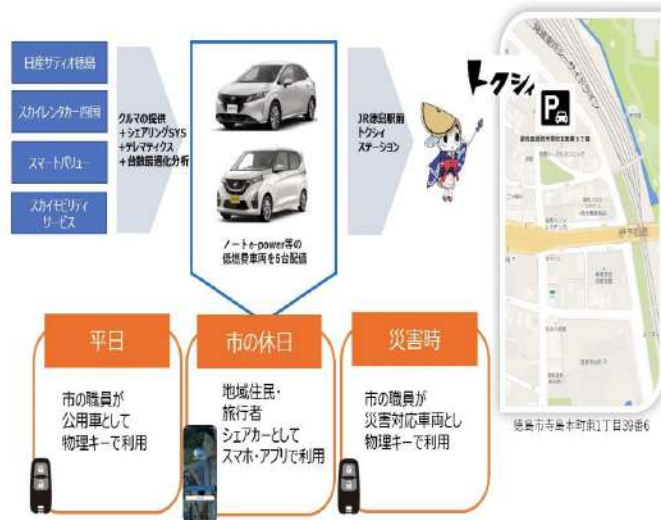 日産サティオ徳島
スカイレンタカー四国
スマートバリュー
スカイモビリティ
サービス
クルマの提供
＋シェアリングSYS
＋テレマティクス
＋台数最適化分析
ノートe-power等の
低燃費車両を5台配値
JR徳島駅前
トクシィ
ステーション
トクシィ
P
平日
市の職員が
公用車として
物理キーで利用
市の休日
地域住民・
旅行者
シェアカーとして
スマホ・アプリで利用
災害時
市の職員が
災害対応車両とし
物理キーで利用
徳島市寺島本町東1丁目39番6